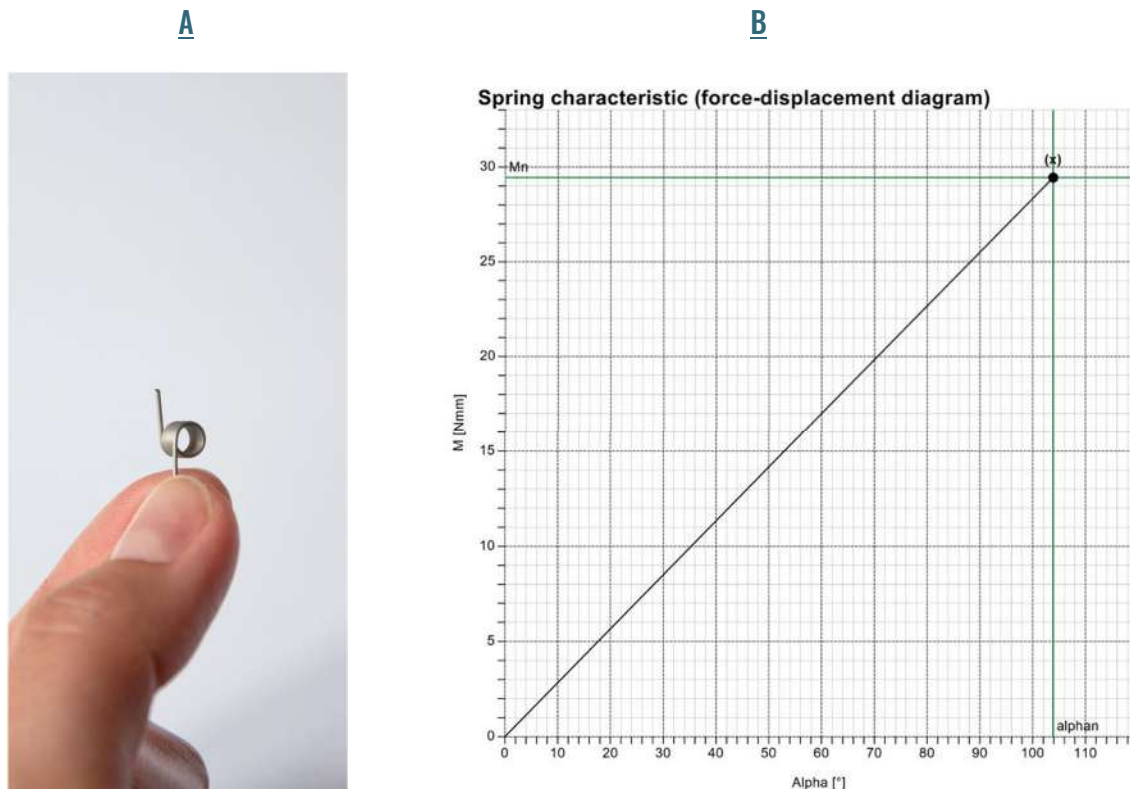 A
B
Spring characteristic (force-displacement diagram)
Mn
(x)
30
25
20
15
10
5
0
M [Nmm]
alphan
0 10 20 30 40 50 60 70 80 90 100 110
Alpha [°]